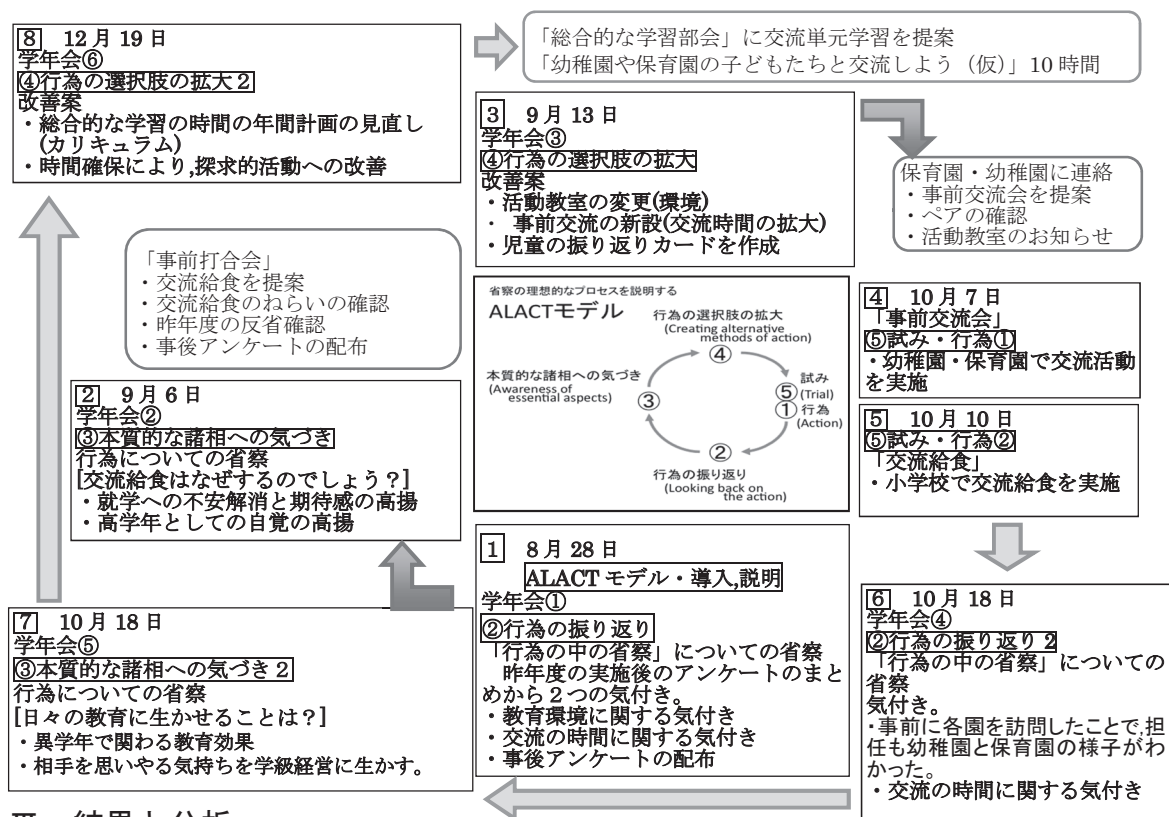 8 12月19日
学年会⑥
④行為の選択肢の拡大2
改善案
・総合的な学習の時間の年間計画の見直し
(カリキュラム)
・時間確保により,探求的活動への改善
「総合的な学習部会」に交流単元学習を提案
「幼稚園や保育園の子どもたちと交流しよう(仮)」10時間
3 9月13日
学年会③
④行為の選択肢の拡大
改善案
・活動教室の変更(環境)
・ 事前交流の新設(交流時間の拡大)
・児童の振り返りカードを作成
保育園・幼稚園に連絡
・事前交流会を提案
・ペアの確認
・活動教室のお知らせ
「事前打合会」
・交流給食を提案
・交流給食のねらいの確認
・昨年度の反省確認
・事後アンケートの配布
省察の理想的なプロセスを説明する
ALACTモデル
行為の選択肢の拡大
(Creating alternative
methods of action)
④
本質的な諸相への気づき
(Awareness of
essential aspects)
③
⑤
試み
(Trial)
①
行為
(Action)
②
行為の振り返り
(Looking back on
the action)
4 10月7日
「事前交流会」
⑤試み・行為①
・幼稚園・保育園で交流活動
を実施
2 9月6日
学年会②
③本質的な諸相への気づき
行為についての省察
[交流給食はなぜするのでしょう?]
・就学への不安解消と期待感の高揚
・高学年としての自覚の高揚
5 10月10日
⑤試み・行為②
「交流給食」
・小学校で交流給食を実施
1 8月28日
ALACTモデル・導入,説明
学年会①
②行為の振り返り
「行為の中の省察」についての省察
昨年度の実施後のアンケートのまと
めから2つの気付き。
・教育環境に関する気付き
・交流の時間に関する気付き
・事後アンケートの配布
6 10月18日
学年会④
②行為の振り返り2
「行為の中の省察」についての
省察
気付き。
・事前に各園を訪問したことで,担
任も幼稚園と保育園の様子がわ
かった。
・交流の時間に関する気付き
7 10月18日
学年会⑤
③本質的な諸相への気づき2
行為についての省察
[日々の教育に生かせることは?]
・異学年で関わる教育効果
・相手を思いやる気持ちを学級経営に生かす。